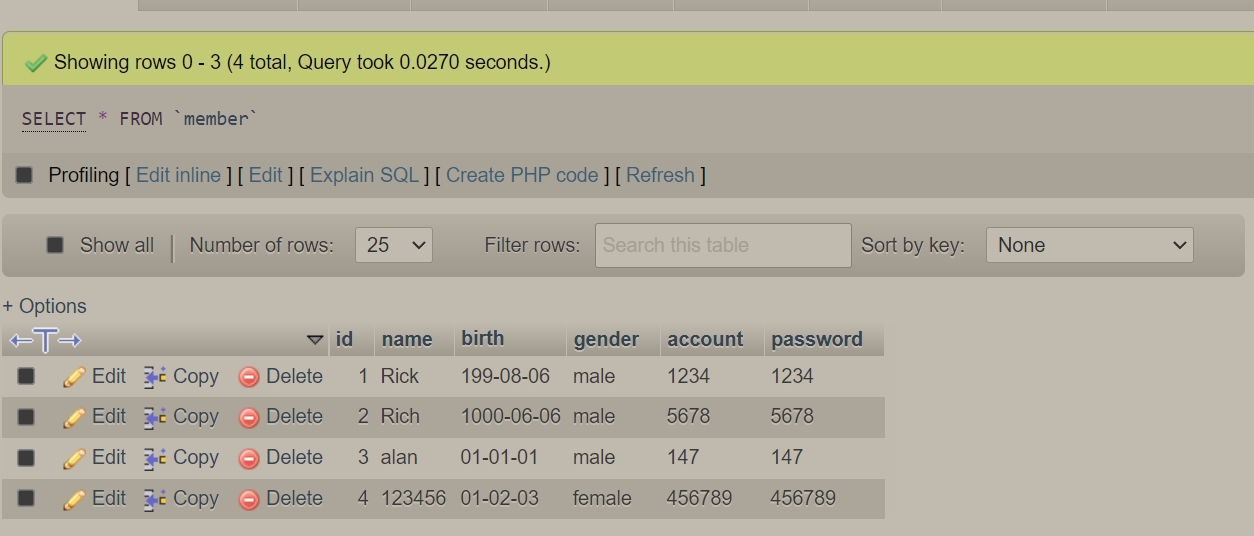 Showing rows 0 - 3 (4 total, Query took 0.0270 seconds.)
SELECT * FROM `member`
Profiling [ Edit inline ] [ Edit ] [ Explain SQL ] [ Create PHP code ] [ Refresh ]
Show all | Number of rows: 25 Filter rows: Search this table Sort by key: None
+ Options
←T→ id name birth gender account password
Edit Copy Delete 1 Rick 199-08-06 male 1234 1234
Edit Copy Delete 2 Rich 1000-06-06 male 5678 5678
Edit Copy Delete 3 alan 01-01-01 male 147 147
Edit Copy Delete 4 123456 01-02-03 female 456789 456789